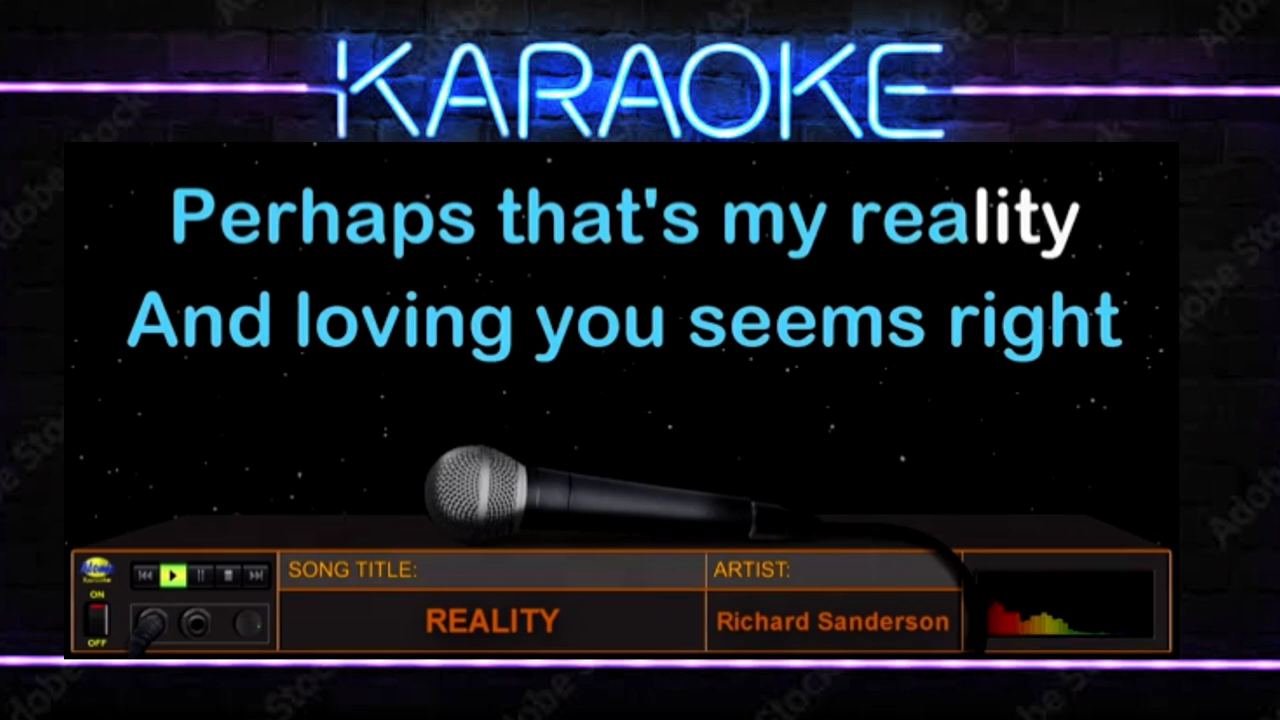 KARAOKE
Perhaps that's my reality
And loving you seems right
SONG TITLE:
ARTIST:
ON
REALITY
Richard Sanderson
OFF